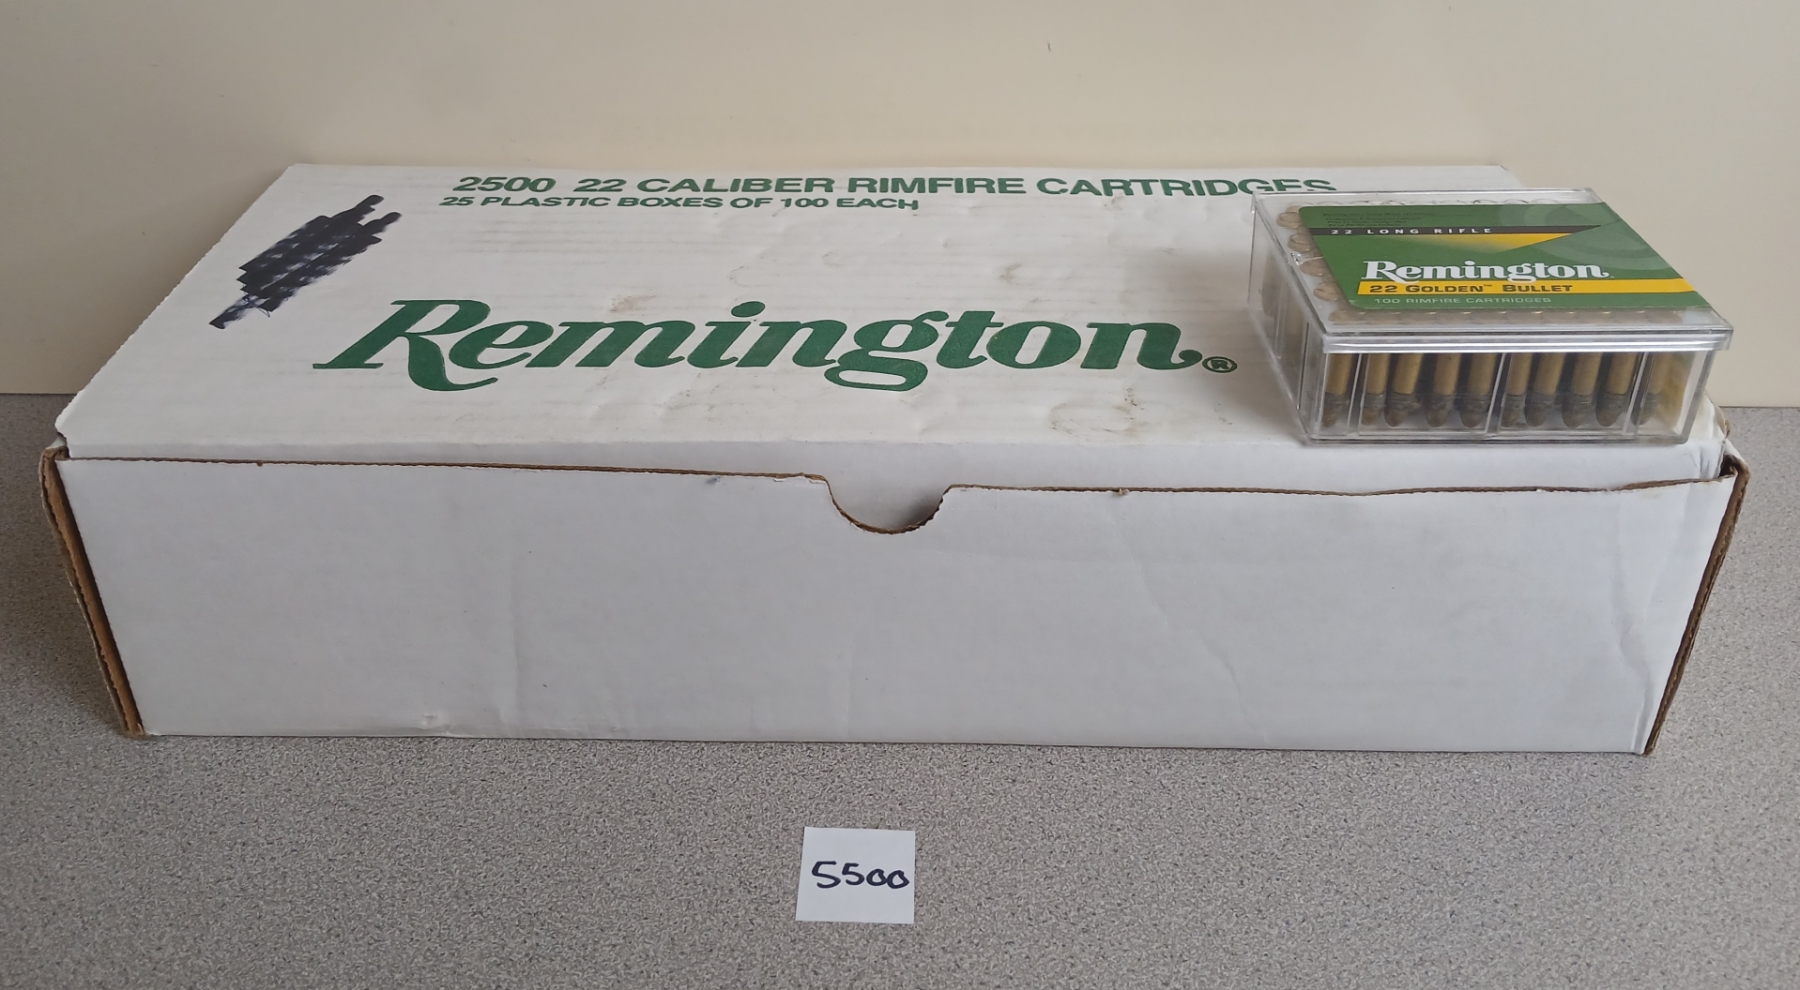 2500 22 CALIBER RIMFIRE CARTRIDGES
25 PLASTIC BOXES OF 100 EACH
Remington®
22 LONG RIFLE
Remington
22 GOLDEN™ BULLET
100 RIMFIRE CARTRIDGES
5500